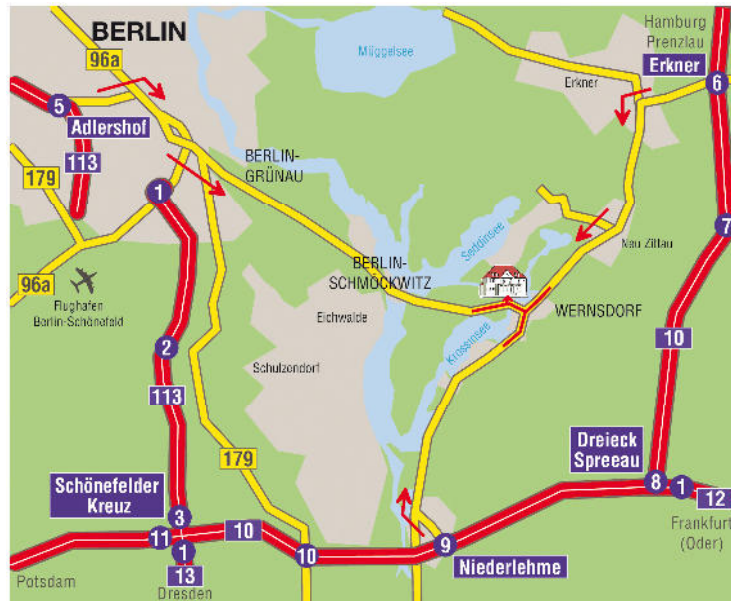 BERLIN
96a
Müggelsee
Hamburg
Prenzlau
Erkner
Erkner
179
5
6
Adlershof
113
BERLIN-
GRÜNAU
179
1
7
Seddinsee
Neu Zittau
96a
Flughafen
Berlin-Schönefeld
BERLIN-
SCHMÖCKWITZ
Eichwalde
WERNSDORF
Krossinsee
2
10
Schulzendorf
113
Dreieck
Spreeau
179
Schönefelder
Kreuz
8
1
12
3
Frankfurt
(Oder)
11
10
10
9
Niederlehme
1
13
Potsdam
Dresden